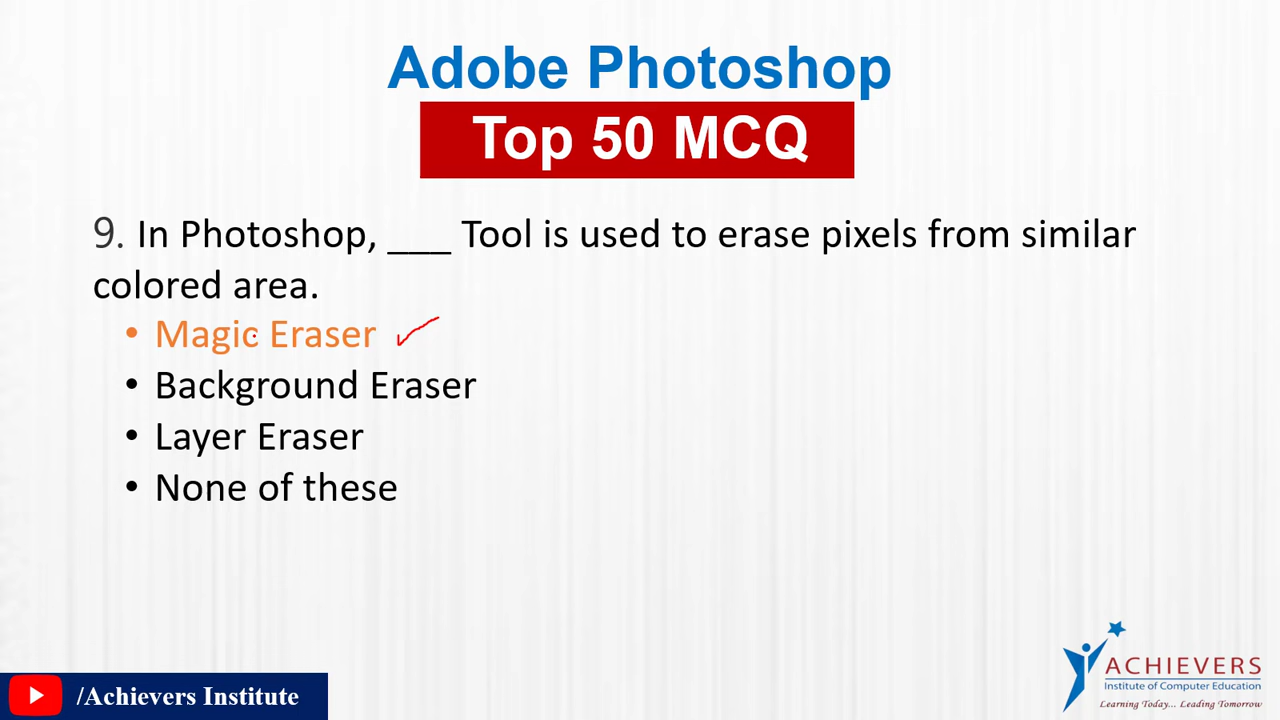 Adobe Photoshop
Top 50 MCQ
9. In Photoshop, ___ Tool is used to erase pixels from similar
colored area.
• Magic Eraser
• Background Eraser
• Layer Eraser
• None of these
/Achievers Institute
ACHIEVERS
Institute of Computer Education
Learning Today... Leading Tomorrow